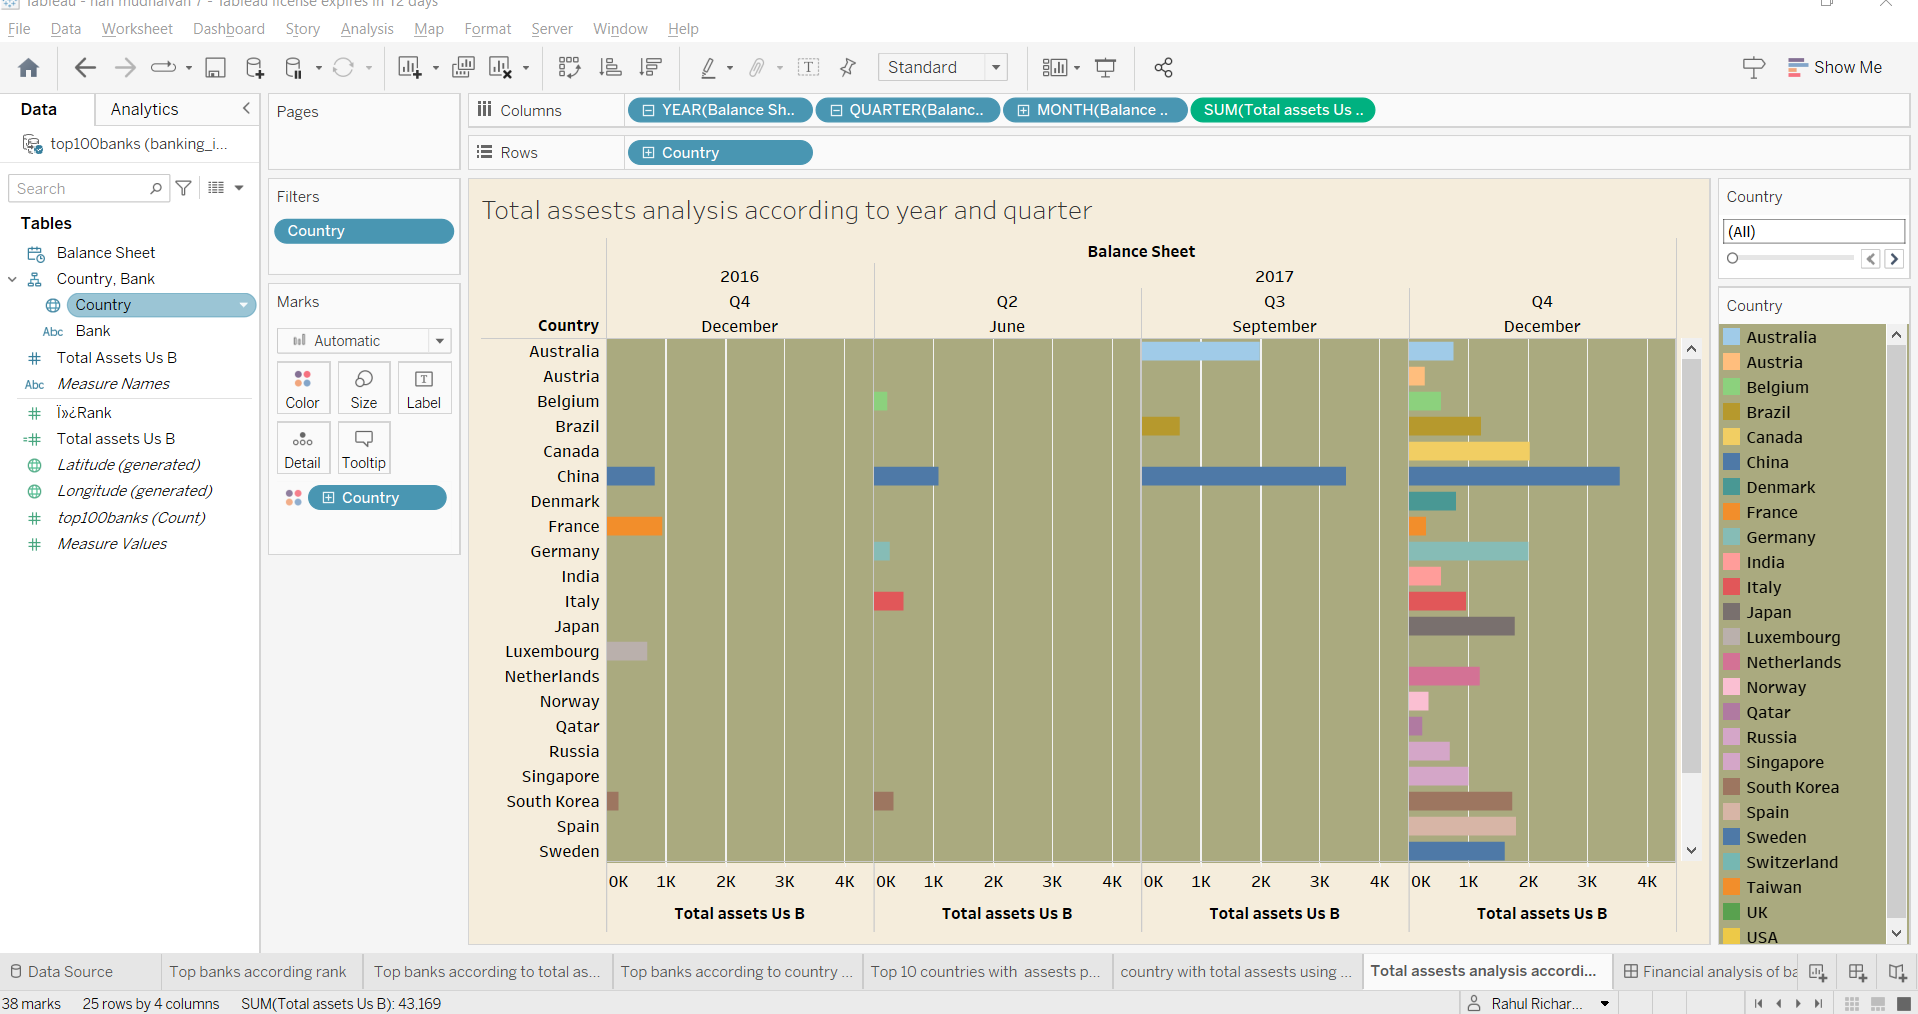 Tableau - nan mudhalvan 7 - Tableau license expires in 12 days
File Data Worksheet Dashboard Story Analysis Map Format Server Window Help
Standard
Show Me
Data Analytics
Pages
Columns
YEAR(Balance Sh.. QUARTER(Balanc.. MONTH(Balance .. SUM(Total assets Us ..
top100banks (banking_i...
Rows
Country
Search
Filters
Country
Tables
Balance Sheet
Country, Bank
Country
Abc Bank
Total Assets Us B
Abc Measure Names
Ï»¿Rank
Total assets Us B
Latitude (generated)
Longitude (generated)
top100banks (Count)
Measure Values
Marks
Automatic
Color Size Label
Detail Tooltip
Country
Total assests analysis according to year and quarter
Balance Sheet
2016 2017
Q4 Q2 Q3 Q4
Country December June September December
Australia
Austria
Belgium
Brazil
Canada
China
Denmark
France
Germany
India
Italy
Japan
Luxembourg
Netherlands
Norway
Qatar
Russia
Singapore
South Korea
Spain
Sweden
0K 1K 2K 3K 4K 0K 1K 2K 3K 4K 0K 1K 2K 3K 4K 0K 1K 2K 3K 4K
Total assets Us B Total assets Us B Total assets Us B Total assets Us B
Country
(All)
Country
Australia
Austria
Belgium
Brazil
Canada
China
Denmark
France
Germany
India
Italy
Japan
Luxembourg
Netherlands
Norway
Qatar
Russia
Singapore
South Korea
Spain
Sweden
Switzerland
Taiwan
UK
USA
Data Source Top banks according rank Top banks according to total as... Top banks according to country ... Top 10 countries with assests p... country with total assests using ... Total assests analysis accordi... Financial analysis of ba
38 marks 25 rows by 4 columns SUM(Total assets Us B): 43,169 Rahul Richar...